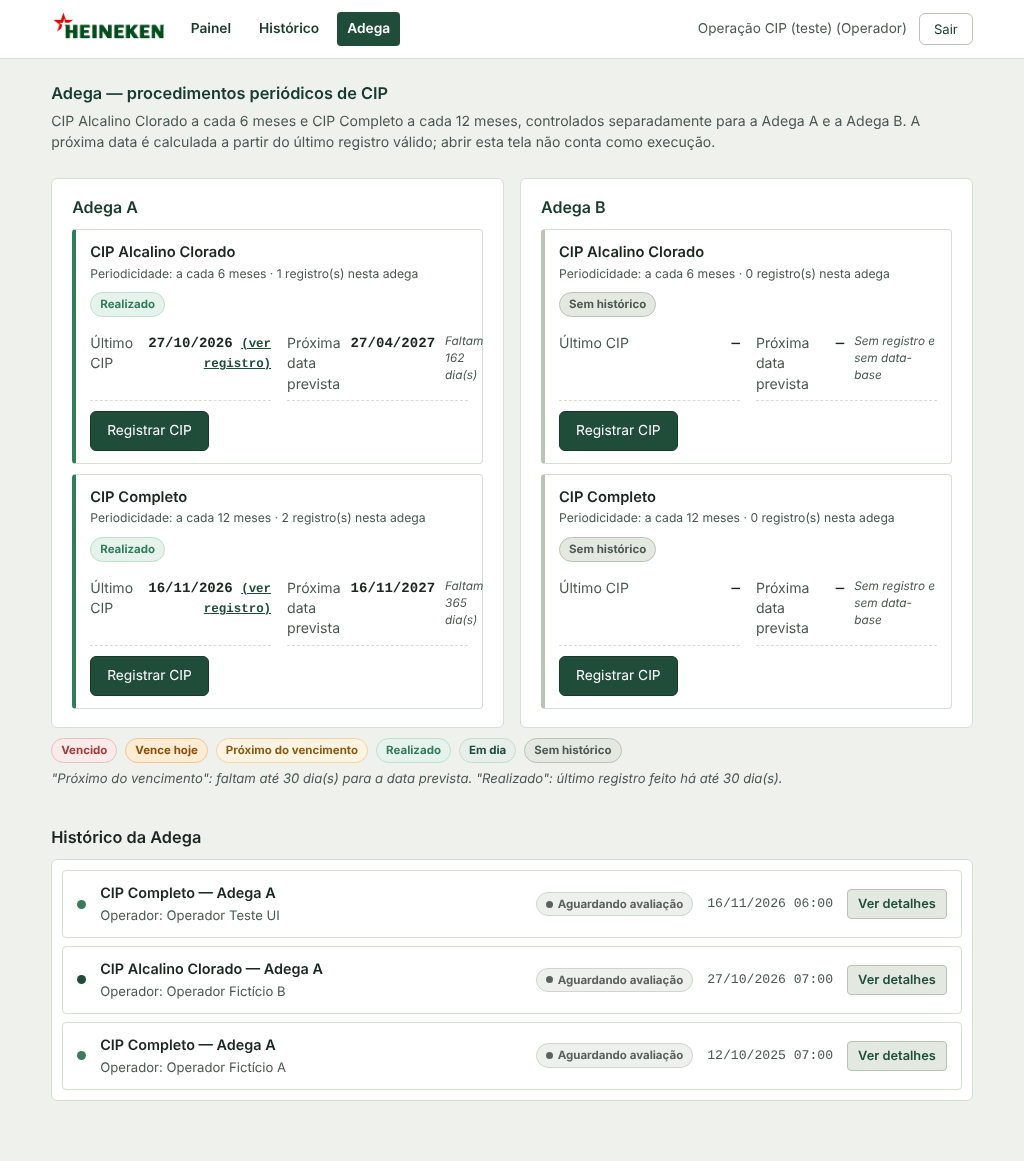 HEINEKEN Painel Histórico Adega Operação CIP (teste) (Operador) Sair
Adega — procedimentos periódicos de CIP
CIP Alcalino Clorado a cada 6 meses e CIP Completo a cada 12 meses, controlados separadamente para a Adega A e a Adega B. A
próxima data é calculada a partir do último registro válido; abrir esta tela não conta como execução.
Adega A
CIP Alcalino Clorado
Periodicidade: a cada 6 meses · 1 registro(s) nesta adega
Realizado
Último CIP
27/10/2026 (ver
registro)
Próxima
data
prevista
27/04/2027
Faltam
162
dia(s)
Registrar CIP
CIP Completo
Periodicidade: a cada 12 meses · 2 registro(s) nesta adega
Realizado
Último CIP
16/11/2026 (ver
registro)
Próxima
data
prevista
16/11/2027
Faltam
365
dia(s)
Registrar CIP
Adega B
CIP Alcalino Clorado
Periodicidade: a cada 6 meses · 0 registro(s) nesta adega
Sem histórico
Último CIP
—
Próxima
data
prevista
—
Sem registro e
sem data-
base
Registrar CIP
CIP Completo
Periodicidade: a cada 12 meses · 0 registro(s) nesta adega
Sem histórico
Último CIP
—
Próxima
data
prevista
—
Sem registro e
sem data-
base
Registrar CIP
Vencido Vence hoje Próximo do vencimento Realizado Em dia Sem histórico
"Próximo do vencimento": faltam até 30 dia(s) para a data prevista. "Realizado": último registro feito há até 30 dia(s).
Histórico da Adega
CIP Completo — Adega A
Operador: Operador Teste UI
Aguardando avaliação 16/11/2026 06:00 Ver detalhes
CIP Alcalino Clorado — Adega A
Operador: Operador Fictício B
Aguardando avaliação 27/10/2026 07:00 Ver detalhes
CIP Completo — Adega A
Operador: Operador Fictício A
Aguardando avaliação 12/10/2025 07:00 Ver detalhes